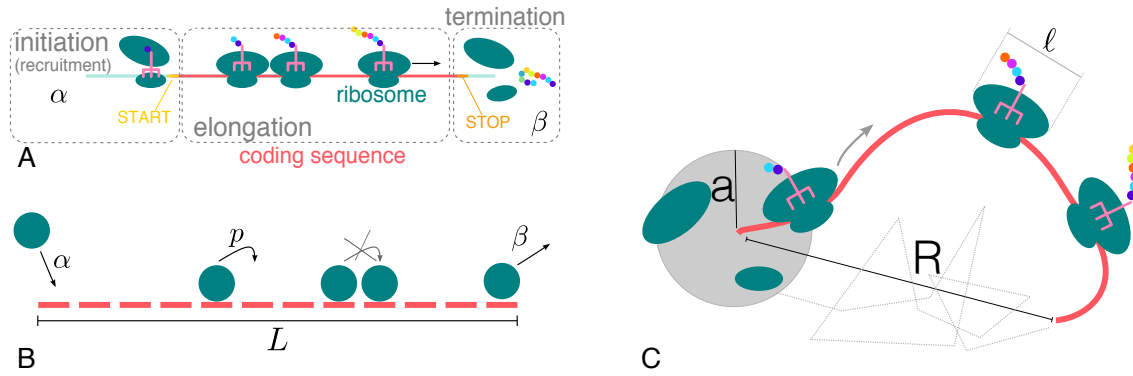 initiation
(recruitment)
α
START
A
elongation
coding sequence
ribosome
termination
STOP
β
α
p
β
L
B
ℓ
a
R
C